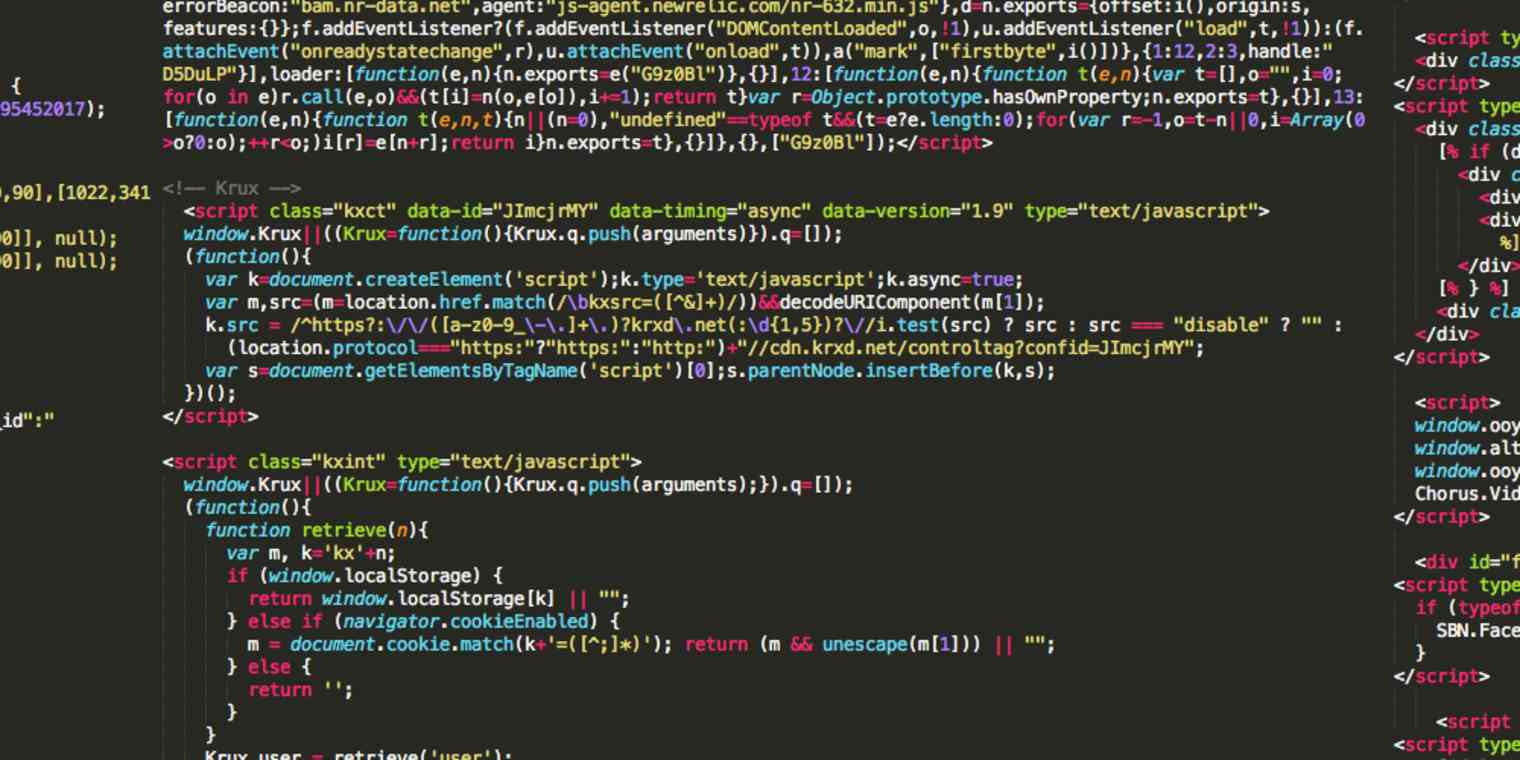 errorBeacon:"bam.nr-data.net",agent:"js-agent.newrelic.com/nr-632.min.js"},d=n.exports={offset:i(),origin:s,
features:{}};f.addEventListener?(f.addEventListener("DOMContentLoaded",o,!1),u.addEventListener("load",t,!1)):(f.
attachEvent("onreadystatechange",r),u.attachEvent("onload",t)),a("mark",["firstbyte",i()])},{1:12,2:3,handle:"
D5DuLP"}],loader:[function(e,n){n.exports=e("G9z0Bl")},{}],12:[function(e,n){function t(e,n){var t=[],o="",i=0;
for(o in e)r.call(e,o)&&(t[i]=n(o,e[o]),i+=1);return t}var r=Object.prototype.hasOwnProperty;n.exports=t},{}],13:
[function(e,n){function t(e,n,t){n||(n=0),"undefined"==typeof t&&(t=e?e.length:0);for(var r=-1,o=t-n||0,i=Array(0
>o?0:o);++r<o;)i[r]=e[n+r];return i}n.exports=t},{}]},{},["G9z0Bl"]);</script>
<!-- Krux -->
<script class="kxct" data-id="JImcjrMY" data-timing="async" data-version="1.9" type="text/javascript">
window.Krux||((Krux=function(){Krux.q.push(arguments)}).q=[]);
(function(){
var k=document.createElement('script');k.type='text/javascript';k.async=true;
var m,src=(m=location.href.match(/\bkxsrc=([^&]+)/))&&decodeURIComponent(m[1]);
k.src = /^https?:\/\/([a-z0-9_\-\.]+\.)?krxd\.net(:\d{1,5})?\//i.test(src) ? src : src === "disable" ? "" :
(location.protocol==="https:"?"https:":"http:")+"//cdn.krxd.net/controltag?confid=JImcjrMY";
var s=document.getElementsByTagName('script')[0];s.parentNode.insertBefore(k,s);
})();
</script>
<script class="kxint" type="text/javascript">
window.Krux||((Krux=function(){Krux.q.push(arguments);}).q=[]);
(function(){
function retrieve(n){
var m, k='kx'+n;
if (window.localStorage) {
return window.localStorage[k] || "";
} else if (navigator.cookieEnabled) {
m = document.cookie.match(k+'=([^;]*)'); return (m && unescape(m[1])) || "";
} else {
return '';
}
}
Krux.user = retrieve('user');
{
95452017);
,90],[1022,341
0]], null);
0]], null);
_id":"
<script ty
<div class
</script>
<script type
<div class
[% if (d
<div c
<div
<div
%]
</div>
[% } %]
<div cla
</div>
</script>
<script>
window.ooy
window.alt
window.ooy
Chorus.Vid
</script>
<div id="f
<script type
if (typeof
SBN.Face
}
</script>
<script
<script type